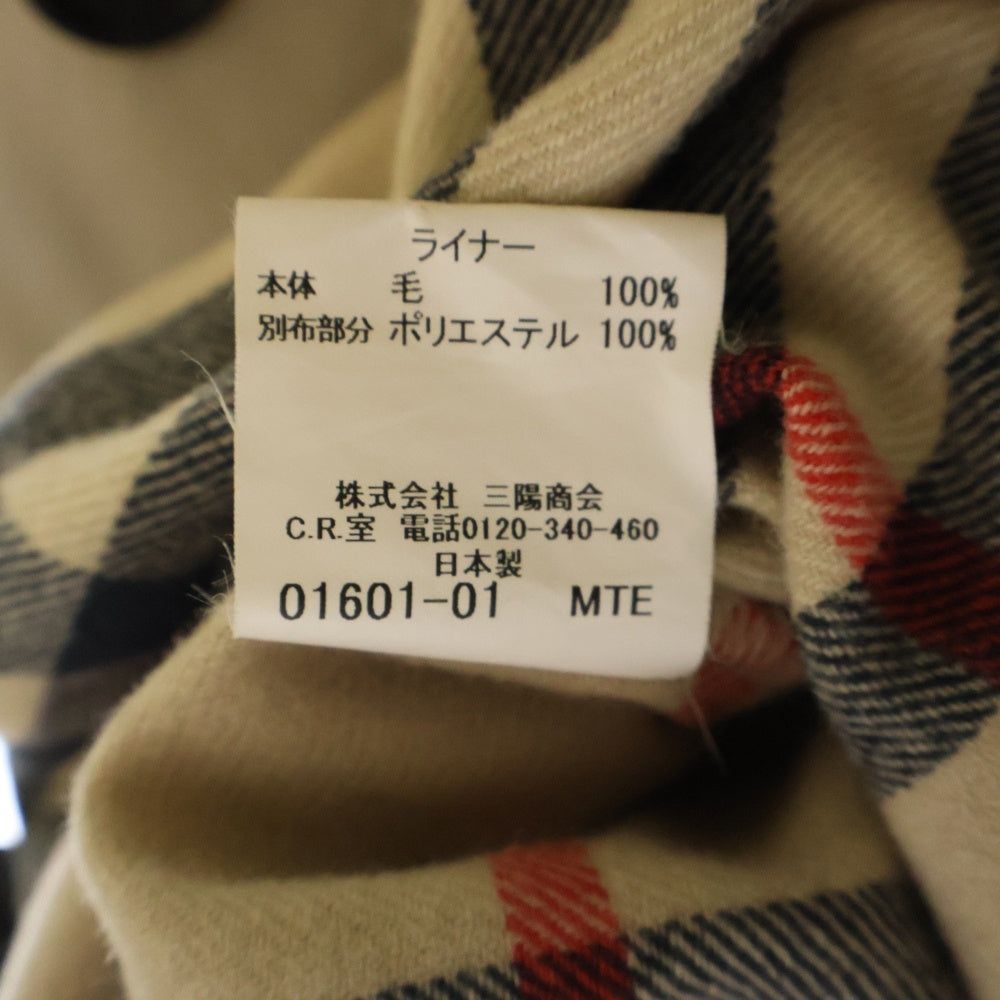 ライナー
本体 毛 100%
別布部分 ポリエステル 100%
株式会社 三陽商会
C.R.室 電話0120-340-460
日本製
01601-01 MTE